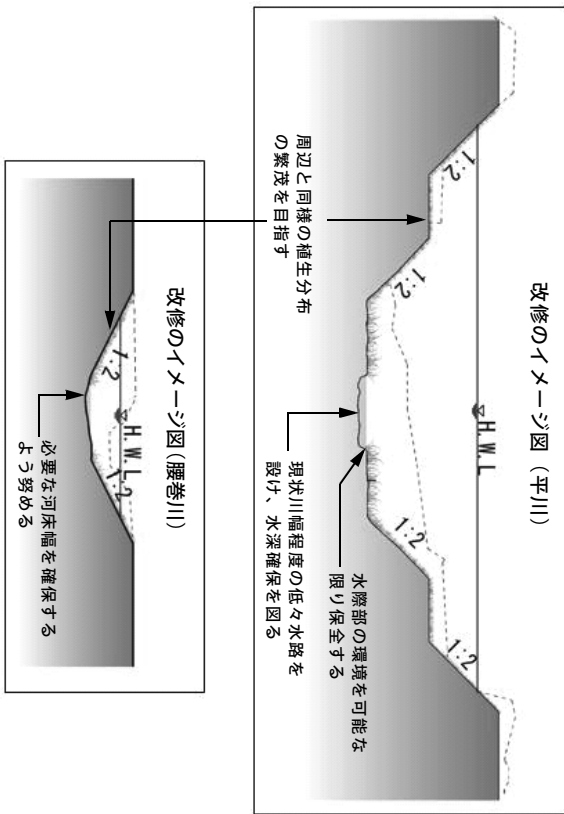 改修のイメージ図（平川）
H.W.L
1:2
1:2
1:2
1:2
水際部の環境を可能な
限り保全する
現状川幅程度の低々水路を
設け、水深確保を図る
周辺と同様の植生分布
の繁茂を目指す
改修のイメージ図(腰巻川)
H.W.L
1:2
1:2
必要な河床幅を確保する
よう努める